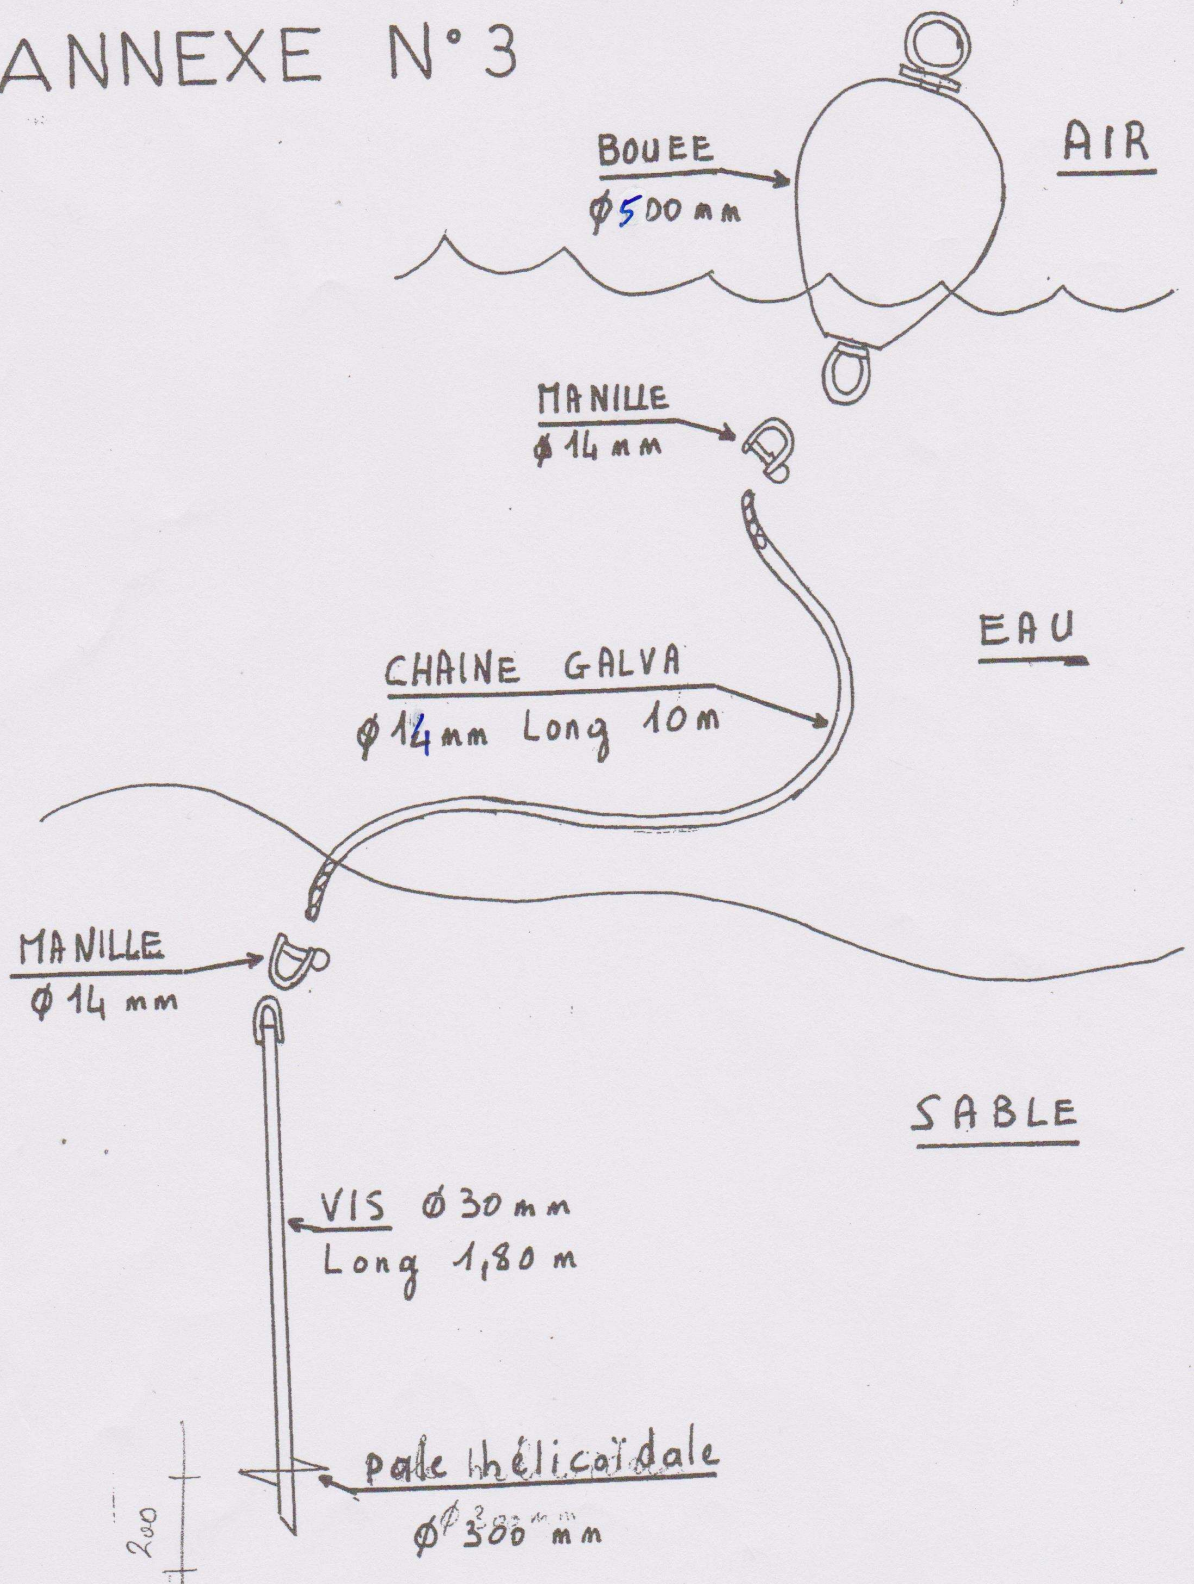 ANNEXE N° 3
BOUEE
ϕ 500 mm
AIR
MANILLE
ϕ 14 mm
EAU
CHAINE GALVA
ϕ 14 mm Long 10 m
MANILLE
ϕ 14 mm
SABLE
VIS ϕ 30 mm
Long 1,80 m
pale hélicoïdale
ϕ 300 mm
200